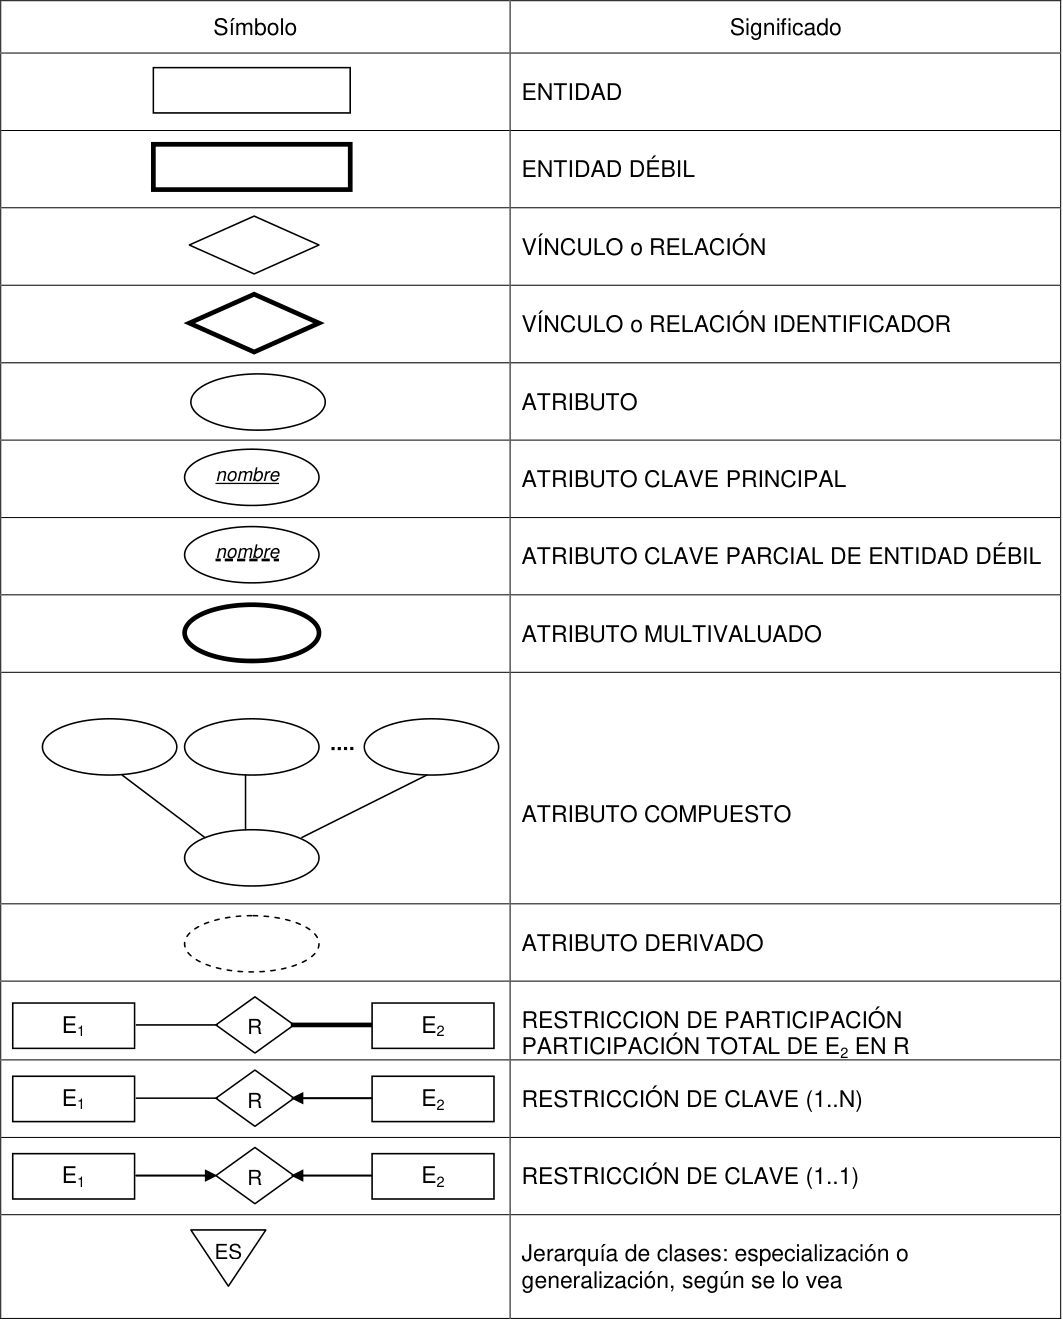 Símbolo Significado
ENTIDAD
ENTIDAD DÉBIL
VÍNCULO o RELACIÓN
VÍNCULO o RELACIÓN IDENTIFICADOR
ATRIBUTO
nombre ATRIBUTO CLAVE PRINCIPAL
nombre ATRIBUTO CLAVE PARCIAL DE ENTIDAD DÉBIL
ATRIBUTO MULTIVALUADO
....
ATRIBUTO COMPUESTO
ATRIBUTO DERIVADO
E₁ R E₂ RESTRICCION DE PARTICIPACIÓN
PARTICIPACIÓN TOTAL DE E₂ EN R
E₁ R E₂ RESTRICCIÓN DE CLAVE (1..N)
E₁ R E₂ RESTRICCIÓN DE CLAVE (1..1)
ES Jerarquía de clases: especialización o
generalización, según se lo vea